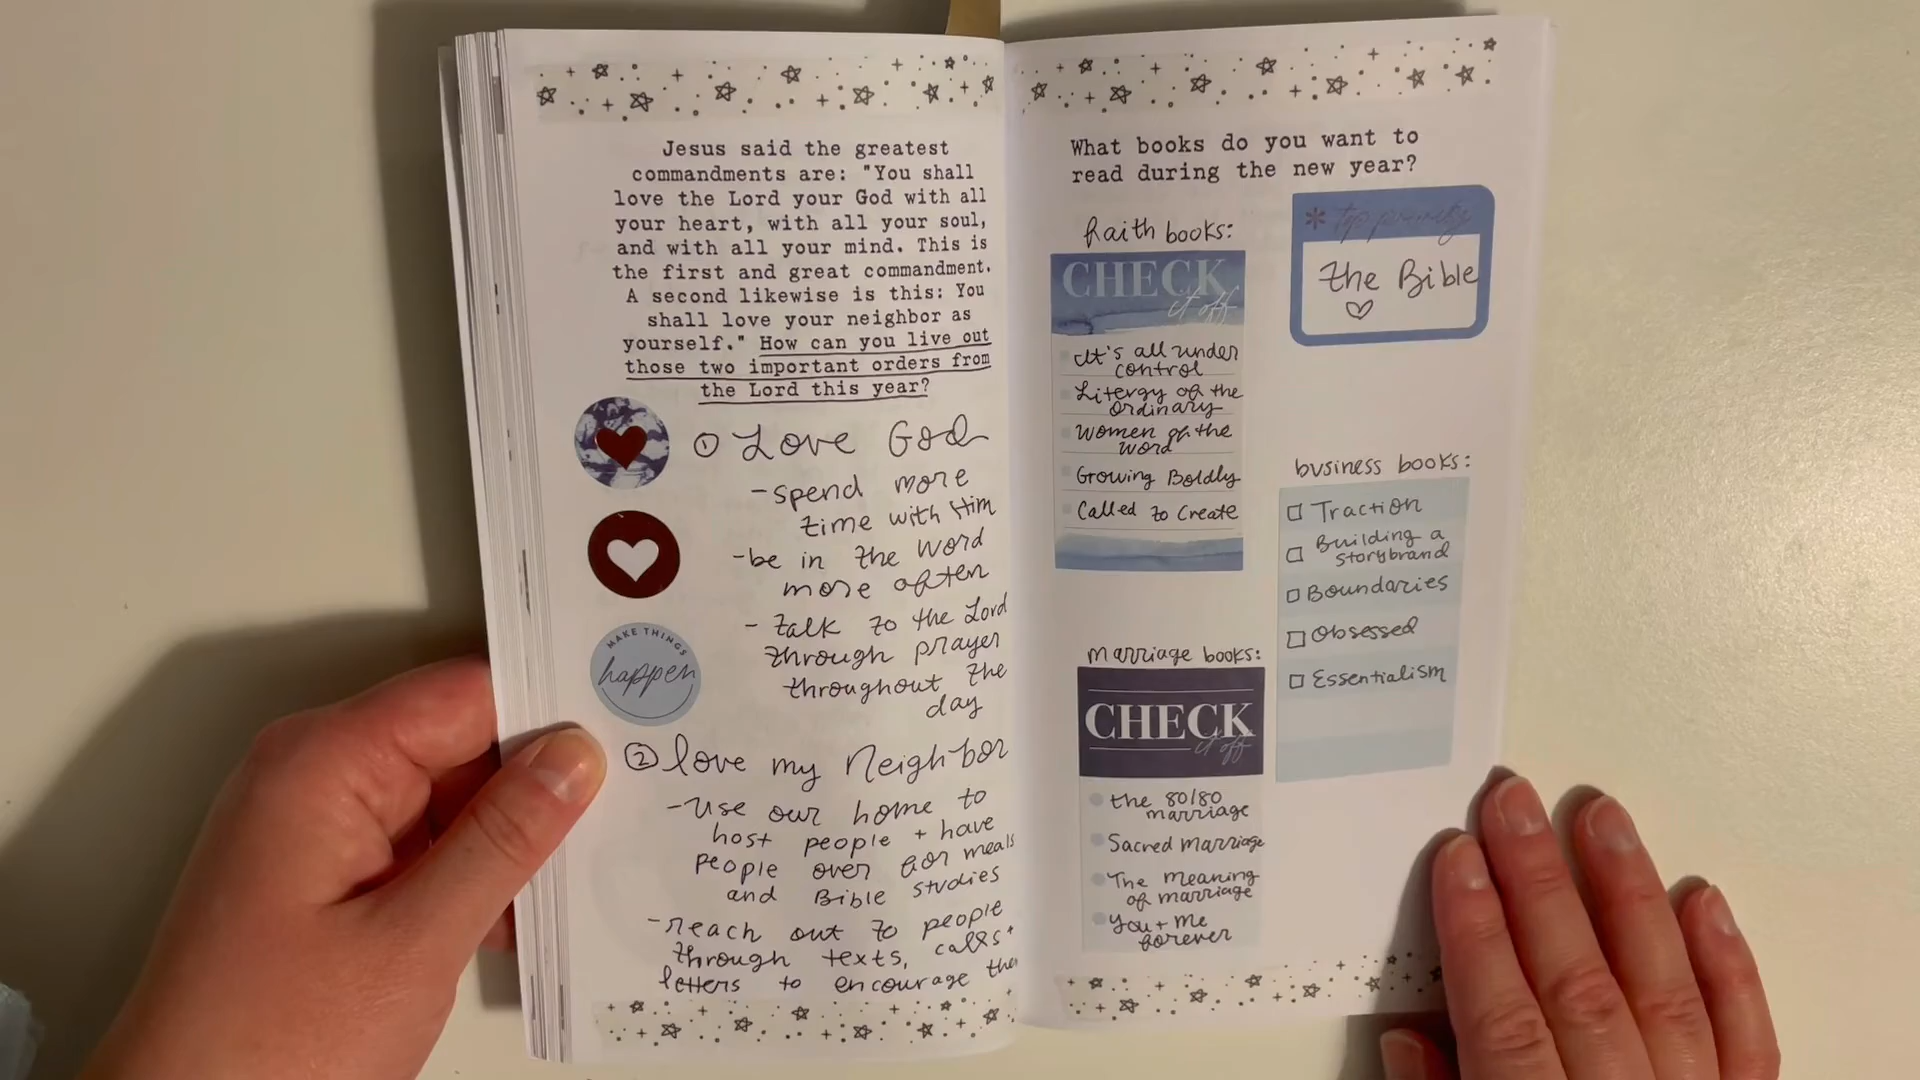 Jesus said the greatest
commandments are: "You shall
love the Lord your God with all
your heart, with all your soul,
and with all your mind. This is
the first and great commandment.
A second likewise is this: You
shall love your neighbor as
yourself." How can you live out
those two important orders from
the Lord this year?
① Love God
-spend more
time with Him
-be in the Word
more often
- talk to the Lord
through prayer
throughout the
day
MAKE THINGS
happen
② love my Neighbor
-use our home to
host people + have
people over for meals
and Bible studies
-reach out to people
through texts, calls +
letters to encourage them
What books do you want to
read during the new year?
faith books:
CHECK
it off
It's all under
control
Litergy of the
ordinary
Women of the
word
Growing Boldly
Called to Create
* top priority
the Bible
business books:
Traction
Building a
storybrand
Boundaries
Obsessed
Essentialism
marriage books:
CHECK
it off
the 80/80
marriage
Sacred marriage
The meaning
of marriage
You + Me
forever